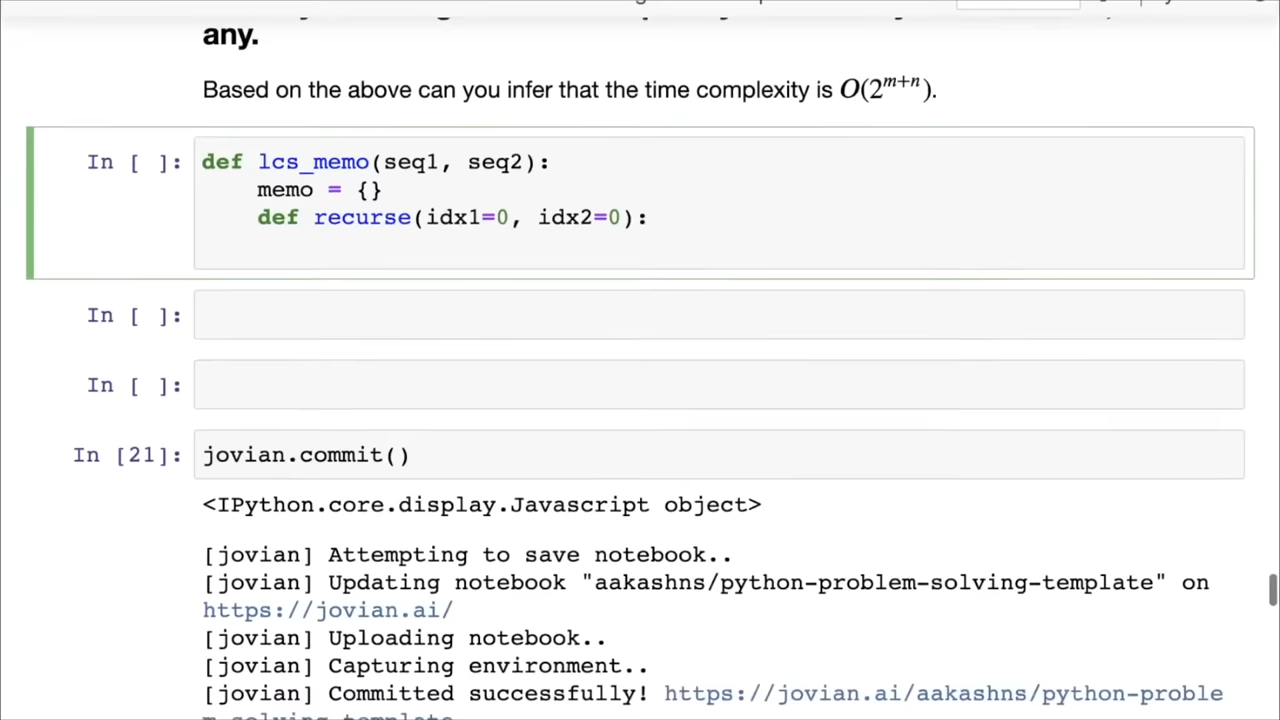 any.
Based on the above can you infer that the time complexity is O(2^{m+n}).
In [ ]: def lcs_memo(seq1, seq2):
    memo = {}
    def recurse(idx1=0, idx2=0):
In [ ]:
In [ ]:
In [21]: jovian.commit()
<IPython.core.display.Javascript object>
[jovian] Attempting to save notebook..
[jovian] Updating notebook "aakashns/python-problem-solving-template" on
https://jovian.ai/
[jovian] Uploading notebook..
[jovian] Capturing environment..
[jovian] Committed successfully! https://jovian.ai/aakashns/python-proble
m-solving-template